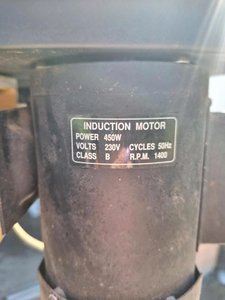 INDUCTION MOTOR
POWER 450W
VOLTS 230V CYCLES 50Hz
CLASS B R.P.M. 1400